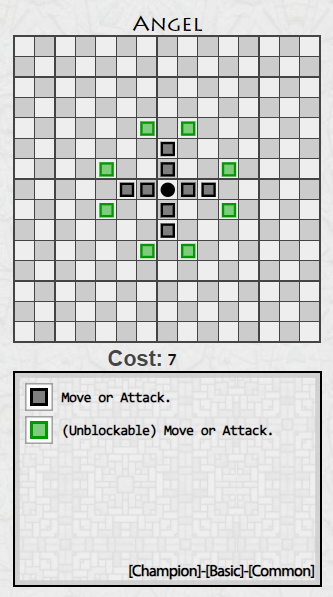 ANGEL
Cost: 7
Move or Attack.
(Unblockable) Move or Attack.
[Champion]-[Basic]-[Common]